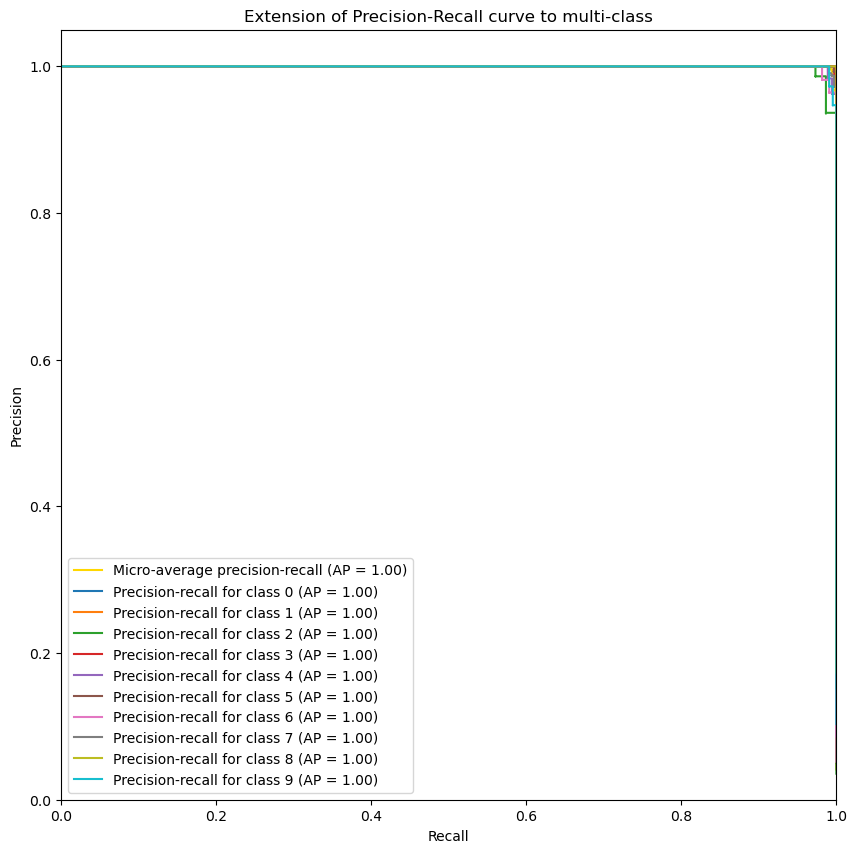 Extension of Precision-Recall curve to multi-class
1.0
0.8
0.6
0.4
0.2
0.0
Precision
Micro-average precision-recall (AP = 1.00)
Precision-recall for class 0 (AP = 1.00)
Precision-recall for class 1 (AP = 1.00)
Precision-recall for class 2 (AP = 1.00)
Precision-recall for class 3 (AP = 1.00)
Precision-recall for class 4 (AP = 1.00)
Precision-recall for class 5 (AP = 1.00)
Precision-recall for class 6 (AP = 1.00)
Precision-recall for class 7 (AP = 1.00)
Precision-recall for class 8 (AP = 1.00)
Precision-recall for class 9 (AP = 1.00)
0.0 0.2 0.4 0.6 0.8 1.0
Recall